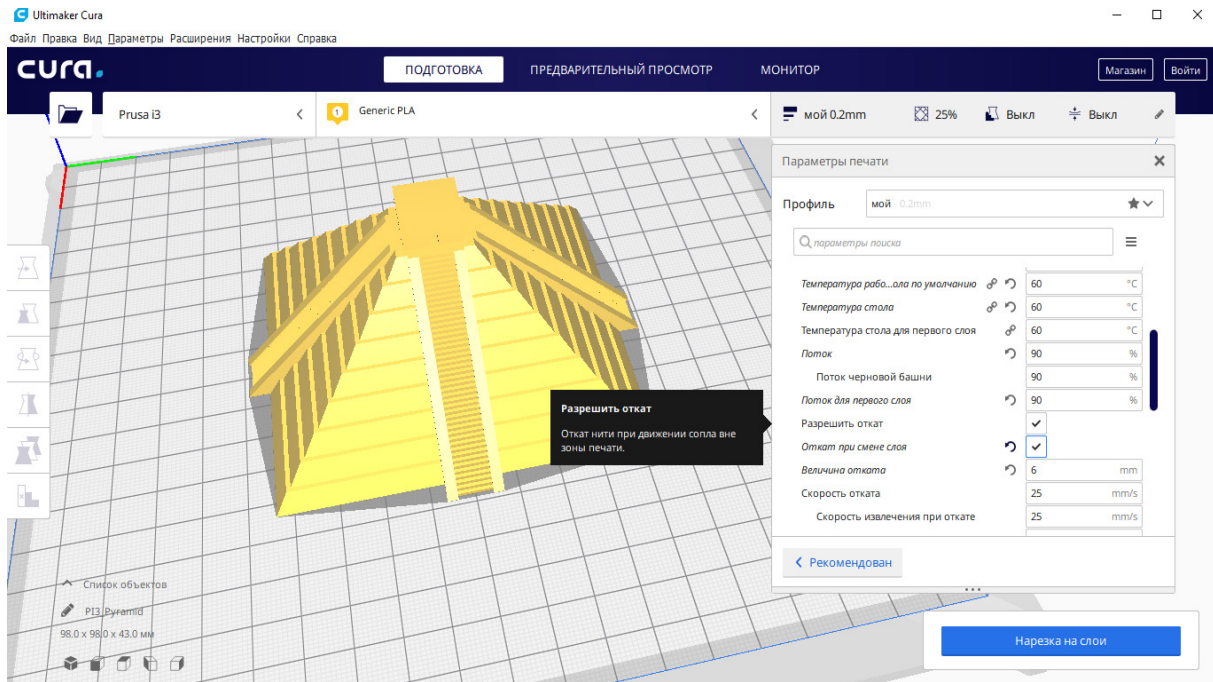 Ultimaker Cura
Файл Правка Вид Параметры Расширения Настройки Справка
cura.
ПОДГОТОВКА
ПРЕДВАРИТЕЛЬНЫЙ ПРОСМОТР
МОНИТОР
Магазин
Войти
Prusa i3
1
Generic PLA
мой 0.2mm
25%
Выкл
Выкл
Параметры печати
Профиль
мой 0.2mm
параметры поиска
Температура рабо...ола по умолчанию 60 °C
Температура стола 60 °C
Температура стола для первого слоя 60 °C
Поток 90 %
Поток черновой башни 90 %
Поток для первого слоя 90 %
Разрешить откат
Откат при смене слоя
Величина отката 6 mm
Скорость отката 25 mm/s
Скорость извлечения при откате 25 mm/s
Рекомендован
Разрешить откат
Откат нити при движении сопла вне
зоны печати.
Список объектов
PI3_Pyramid
98.0 x 98.0 x 43.0 мм
Нарезка на слои